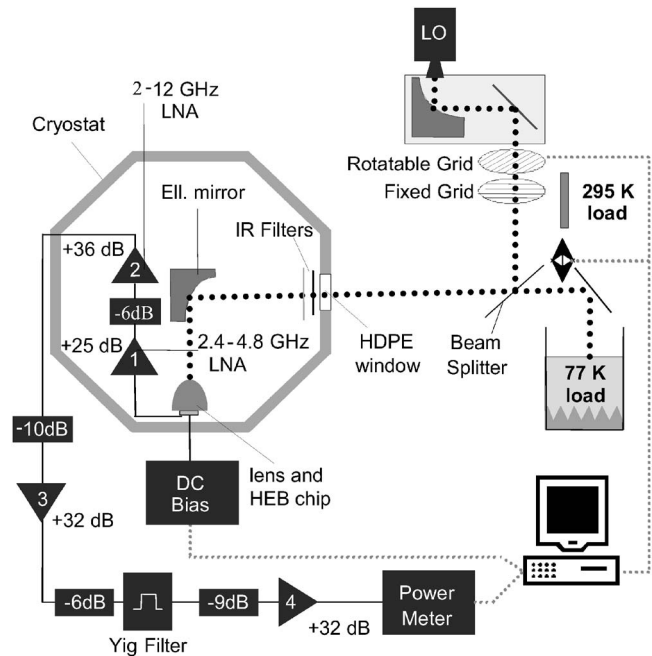 LO
2-12 GHz
LNA
Cryostat
Rotatable Grid
Ell. mirror
Fixed Grid
295 K
load
IR Filters
+36 dB
2
-6dB
HDPE
window
Beam
Splitter
+25 dB
1
2.4-4.8 GHz
LNA
77 K
load
-10dB
lens and
HEB chip
DC
Bias
3
+32 dB
-6dB
-9dB
4
Power
Meter
+32 dB
Yig Filter